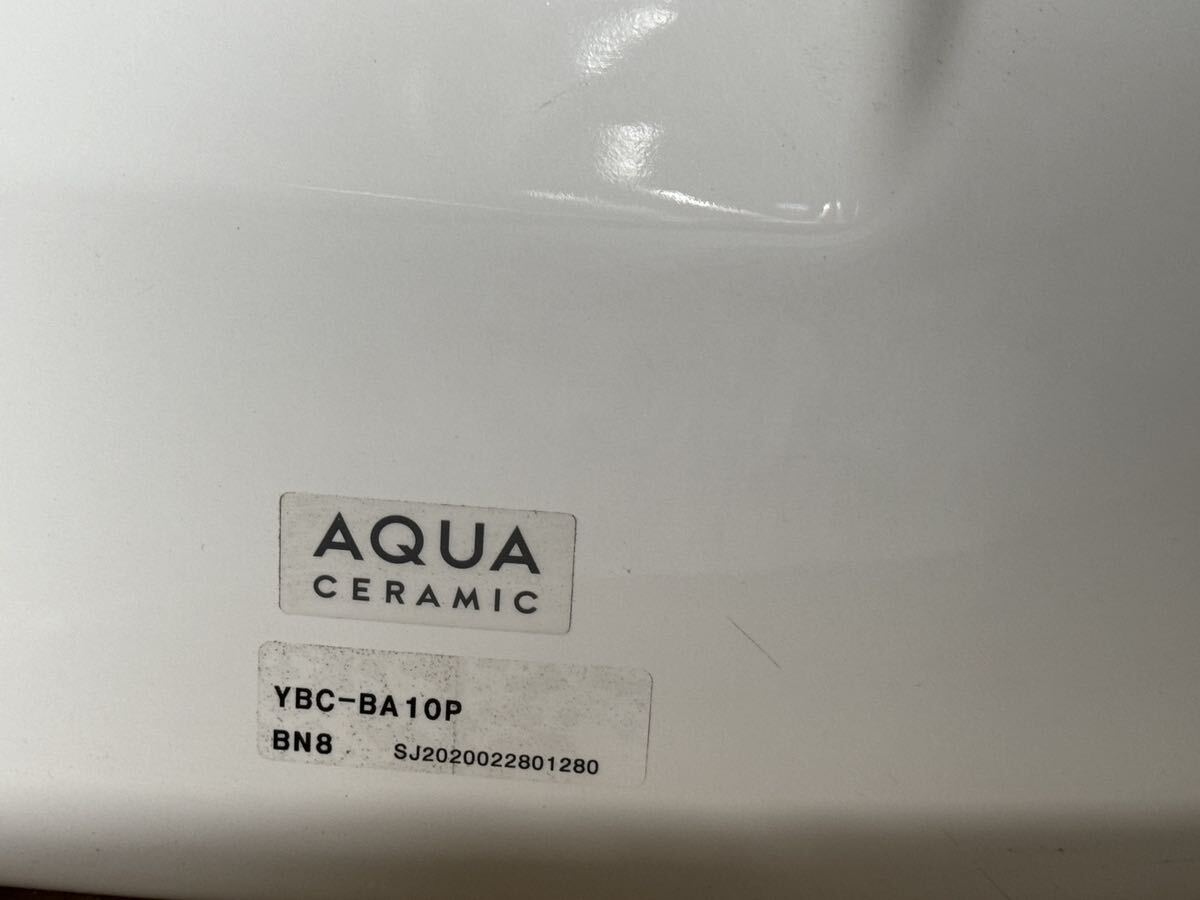 AQUA
CERAMIC
YBC-BA10P
BN8 SJ2020022801280